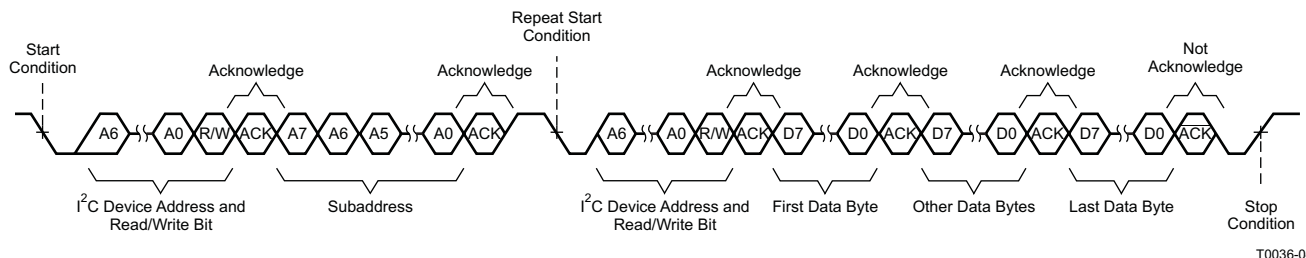 Repeat Start
Condition
Start
Condition
Not
Acknowledge
Acknowledge
Acknowledge
Acknowledge
Acknowledge
Acknowledge
A6 A0 R/W ACK A7 A6 A5 A0 ACK A6 A0 R/W ACK D7 D0 ACK D7 D0 ACK D7 D0 ACK
I²C Device Address and
Read/Write Bit
Subaddress
I²C Device Address and
Read/Write Bit
First Data Byte
Other Data Bytes
Last Data Byte
Stop
Condition
T0036-0